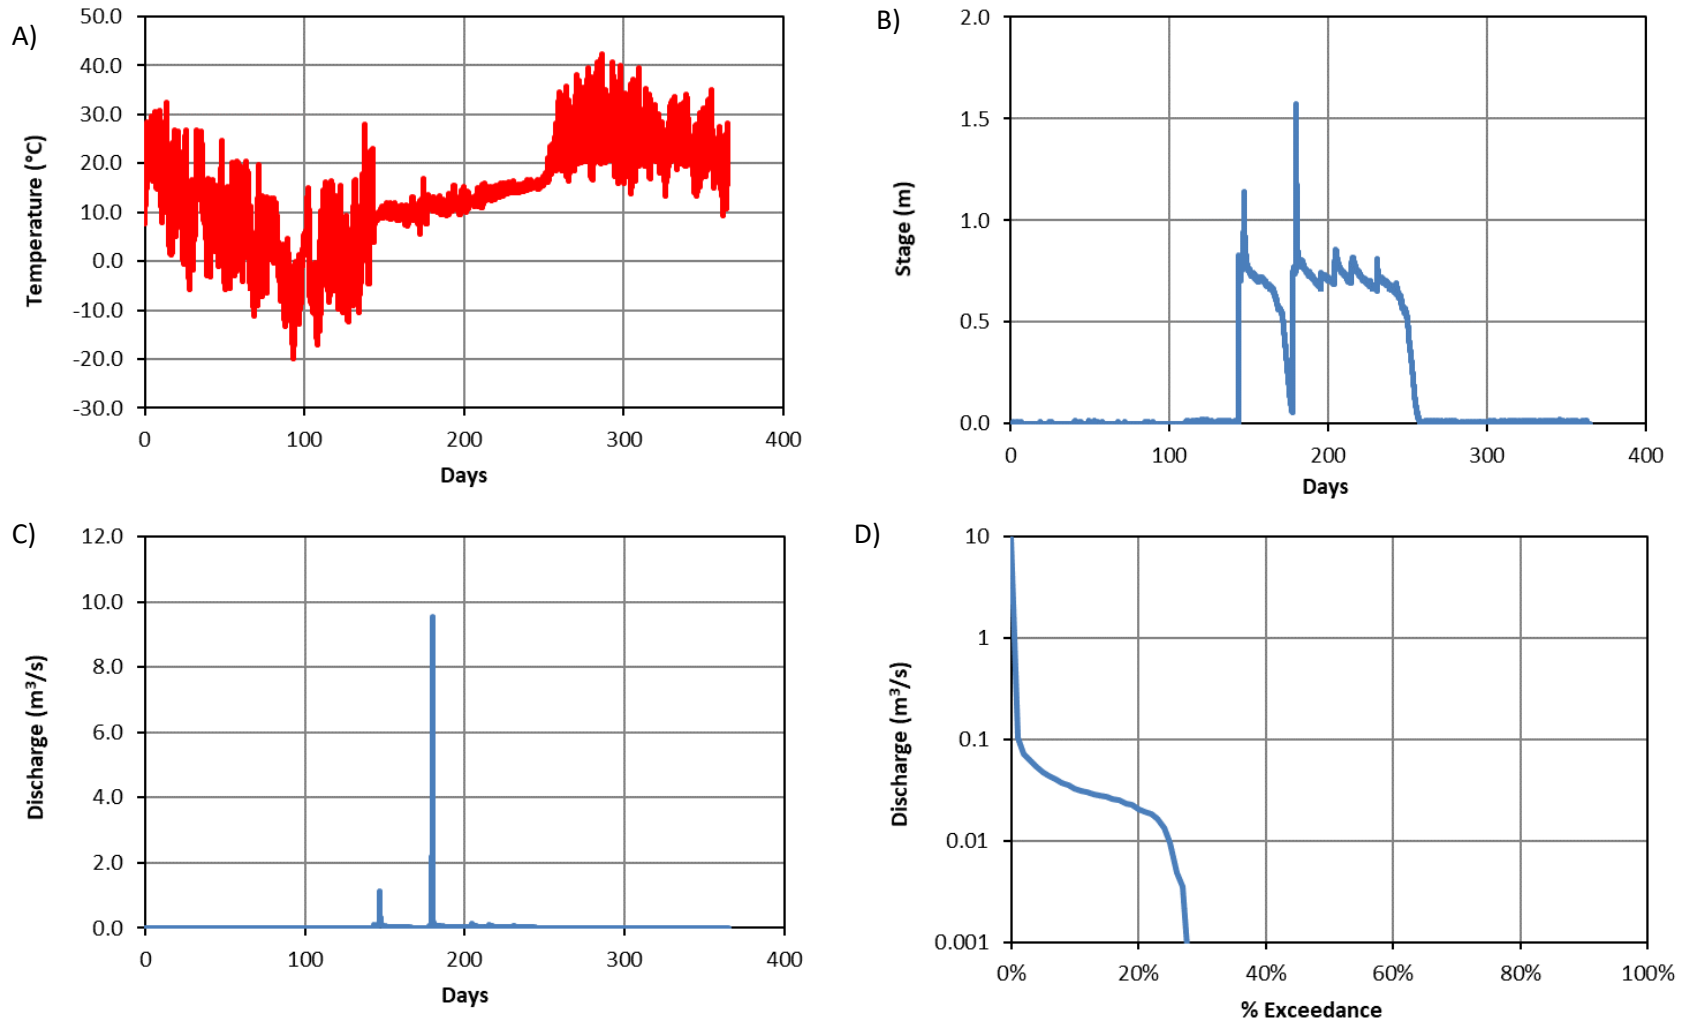 A)
50.0
40.0
30.0
20.0
10.0
0.0
-10.0
-20.0
-30.0
Temperature (°C)
0 100 200 300 400
Days
B)
2.0
1.5
1.0
0.5
0.0
Stage (m)
0 100 200 300 400
Days
C)
12.0
10.0
8.0
6.0
4.0
2.0
0.0
Discharge (m³/s)
0 100 200 300 400
Days
D)
10
1
0.1
0.01
0.001
Discharge (m³/s)
0% 20% 40% 60% 80% 100%
% Exceedance